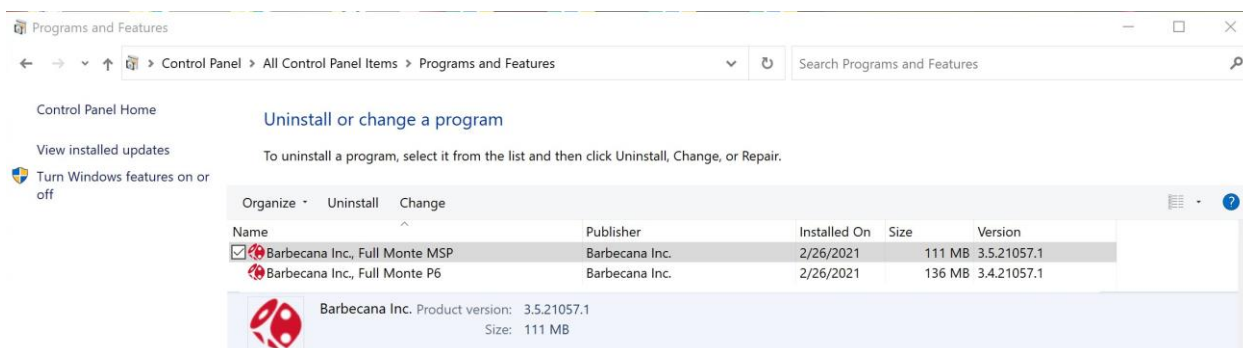 Programs and Features
Control Panel > All Control Panel Items > Programs and Features
Search Programs and Features
Control Panel Home
View installed updates
Turn Windows features on or
off
Uninstall or change a program
To uninstall a program, select it from the list and then click Uninstall, Change, or Repair.
Organize Uninstall Change
Name Publisher Installed On Size Version
Barbecana Inc., Full Monte MSP Barbecana Inc. 2/26/2021 111 MB 3.5.21057.1
Barbecana Inc., Full Monte P6 Barbecana Inc. 2/26/2021 136 MB 3.4.21057.1
Barbecana Inc. Product version: 3.5.21057.1
Size: 111 MB